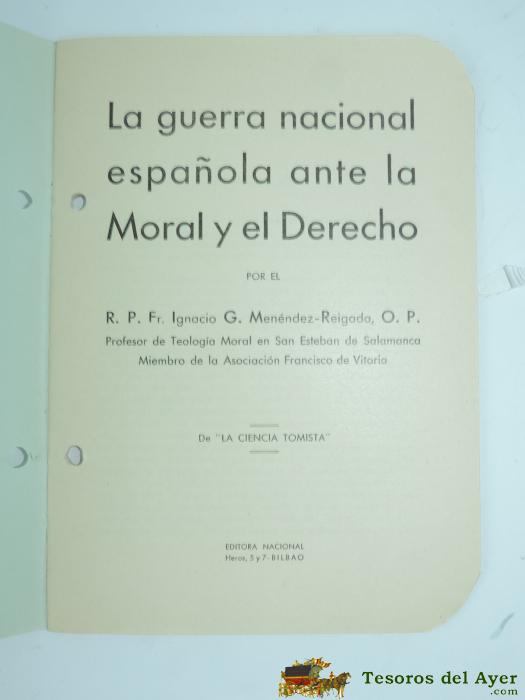 La guerra nacional
española ante la
Moral y el Derecho
POR EL
R. P. Fr. Ignacio G. Menéndez-Reigada, O. P.
Profesor de Teología Moral en San Esteban de Salamanca
Miembro de la Asociación Francisco de Vitoria
De "LA CIENCIA TOMISTA"
EDITORA NACIONAL
Heros, 5 y 7 - BILBAO
Tesoros del Ayer
.com